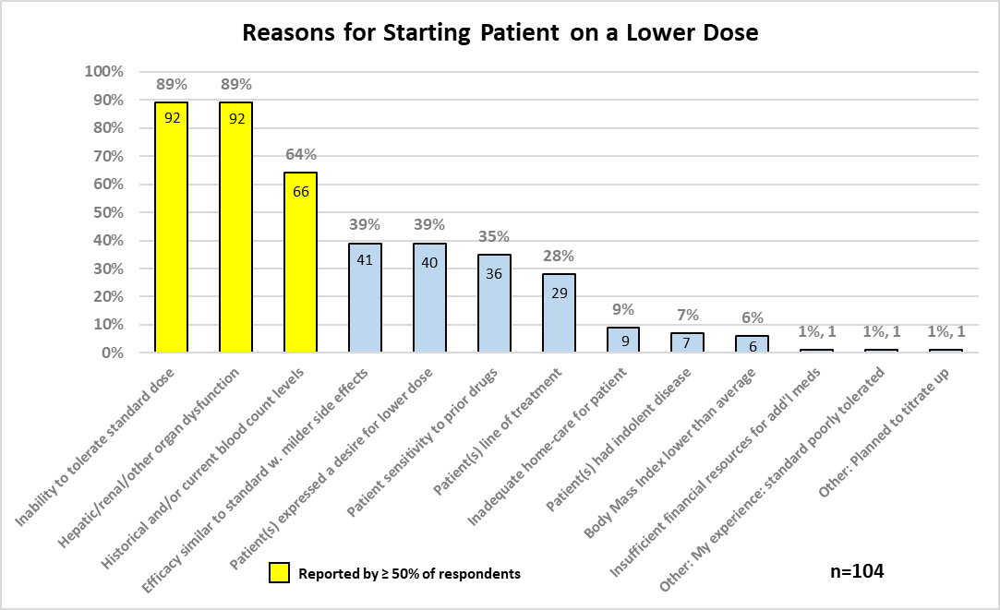 Reasons for Starting Patient on a Lower Dose
100%
90%
80%
70%
60%
50%
40%
30%
20%
10%
0%
89%
89%
64%
39%
39%
35%
28%
9%
7%
6%
1%, 1
1%, 1
1%, 1
92
92
66
41
40
36
29
9
7
6
Inability to tolerate standard dose
Hepatic/renal/other organ dysfunction
Historical and/or current blood count levels
Efficacy similar to standard w. milder side effects
Patient(s) expressed a desire for lower dose
Patient sensitivity to prior drugs
Patient(s) line of treatment
Inadequate home-care for patient
Patient(s) had indolent disease
Body Mass Index lower than average
Insufficient financial resources for add'l meds
Other: My experience: standard poorly tolerated
Other: Planned to titrate up
Reported by ≥ 50% of respondents
n=104